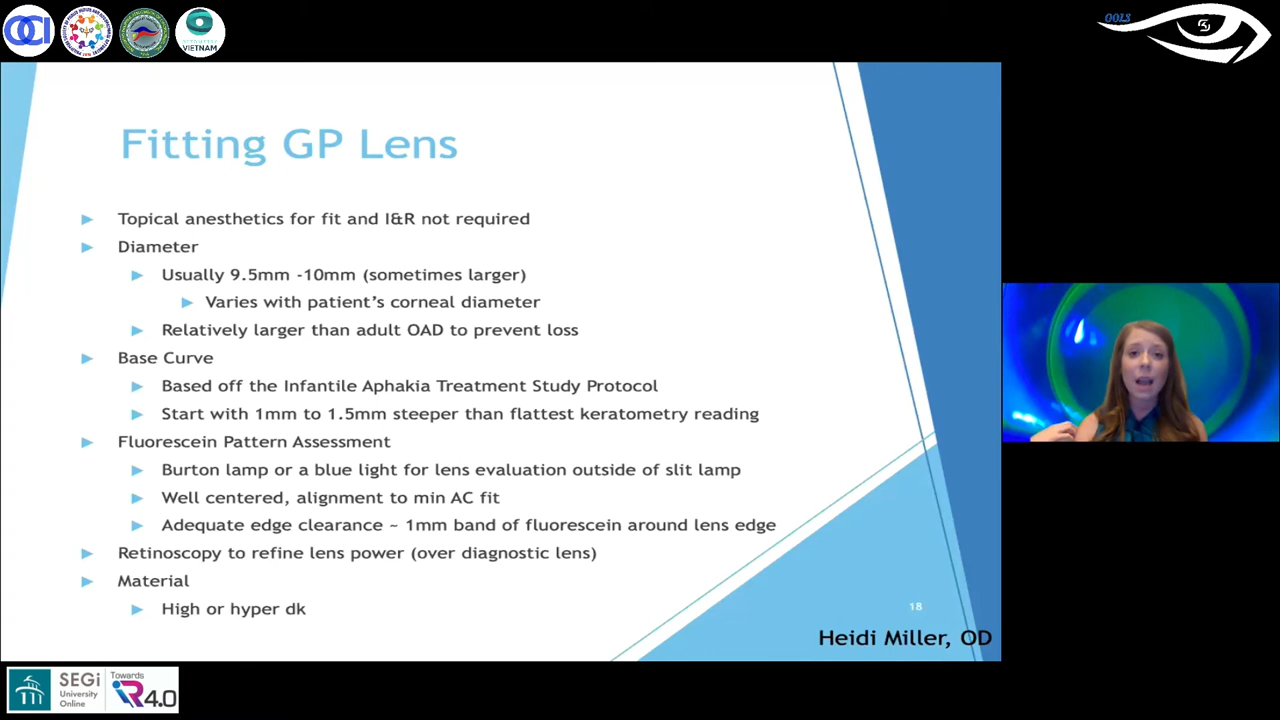 OCI
OPTOMETRY
VIETNAM
OOLS
Fitting GP Lens
Topical anesthetics for fit and I&R not required
Diameter
Usually 9.5mm -10mm (sometimes larger)
Varies with patient's corneal diameter
Relatively larger than adult OAD to prevent loss
Base Curve
Based off the Infantile Aphakia Treatment Study Protocol
Start with 1mm to 1.5mm steeper than flattest keratometry reading
Fluorescein Pattern Assessment
Burton lamp or a blue light for lens evaluation outside of slit lamp
Well centered, alignment to min AC fit
Adequate edge clearance ~ 1mm band of fluorescein around lens edge
Retinoscopy to refine lens power (over diagnostic lens)
Material
High or hyper dk
18
Heidi Miller, OD
SEGi
University
Online
Towards
iR4.0